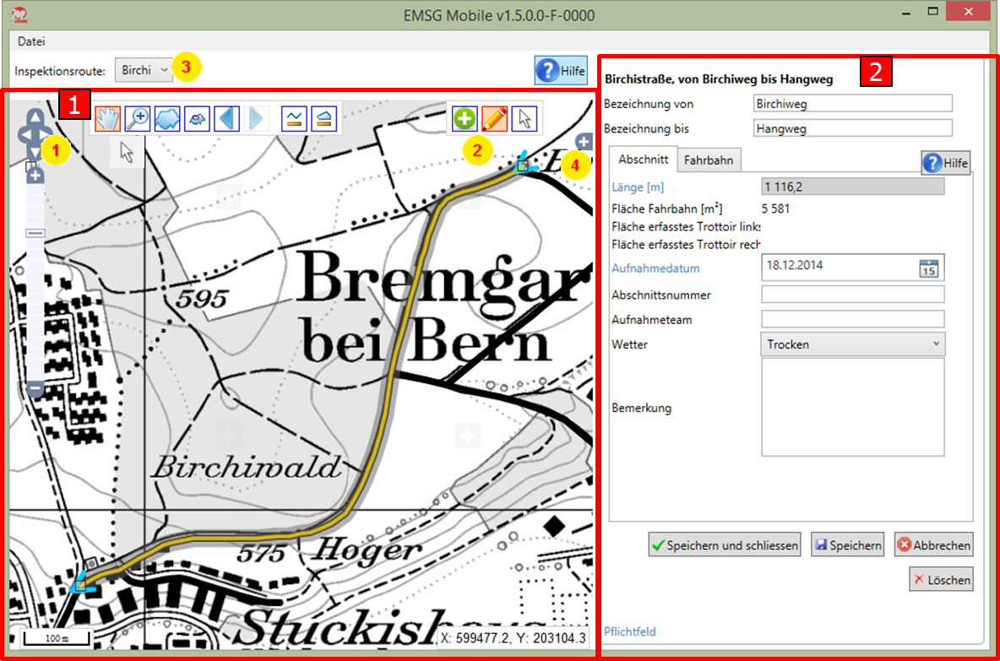 EMSG Mobile v1.5.0.0-F-0000
Datei
Inspektionsroute: Birchi 3
Hilfe
1
1
2
4
595
Bremgar
bei Bern
Birchiwald
575 Hoger
Stuckish
100 m
X: 599477.2, Y: 203104.3
2
Birchistraße, von Birchiweg bis Hangweg
Bezeichnung von Birchiweg
Bezeichnung bis Hangweg
Abschnitt Fahrbahn
Hilfe
Länge [m] 1 116,2
Fläche Fahrbahn [m²] 5 581
Fläche erfasstes Trottoir links
Fläche erfasstes Trottoir rech
Aufnahmedatum 18.12.2014 15
Abschnittsnummer
Aufnahmeteam
Wetter Trocken
Bemerkung
Speichern und schliessen Speichern Abbrechen
Löschen
Pflichtfeld